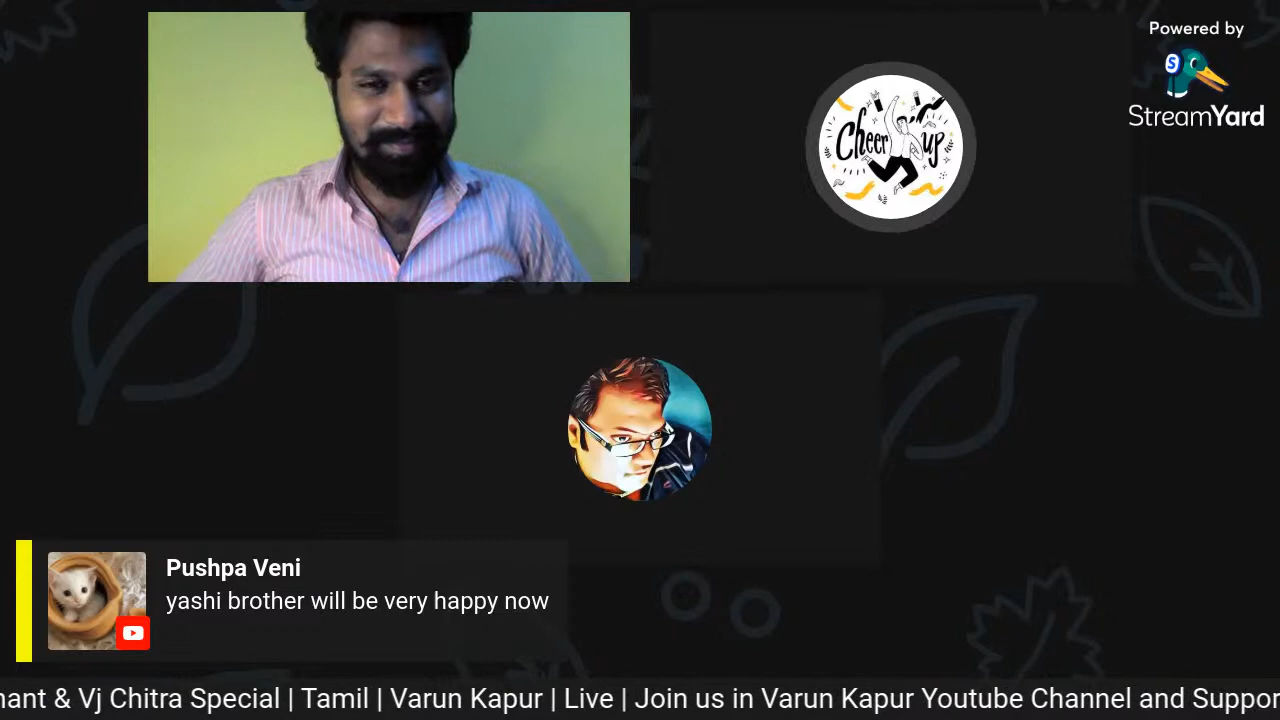 Powered by
S
StreamYard
Cheer up
Pushpa Veni
yashi brother will be very happy now
nant & Vj Chitra Special | Tamil | Varun Kapur | Live | Join us in Varun Kapur Youtube Channel and Suppor